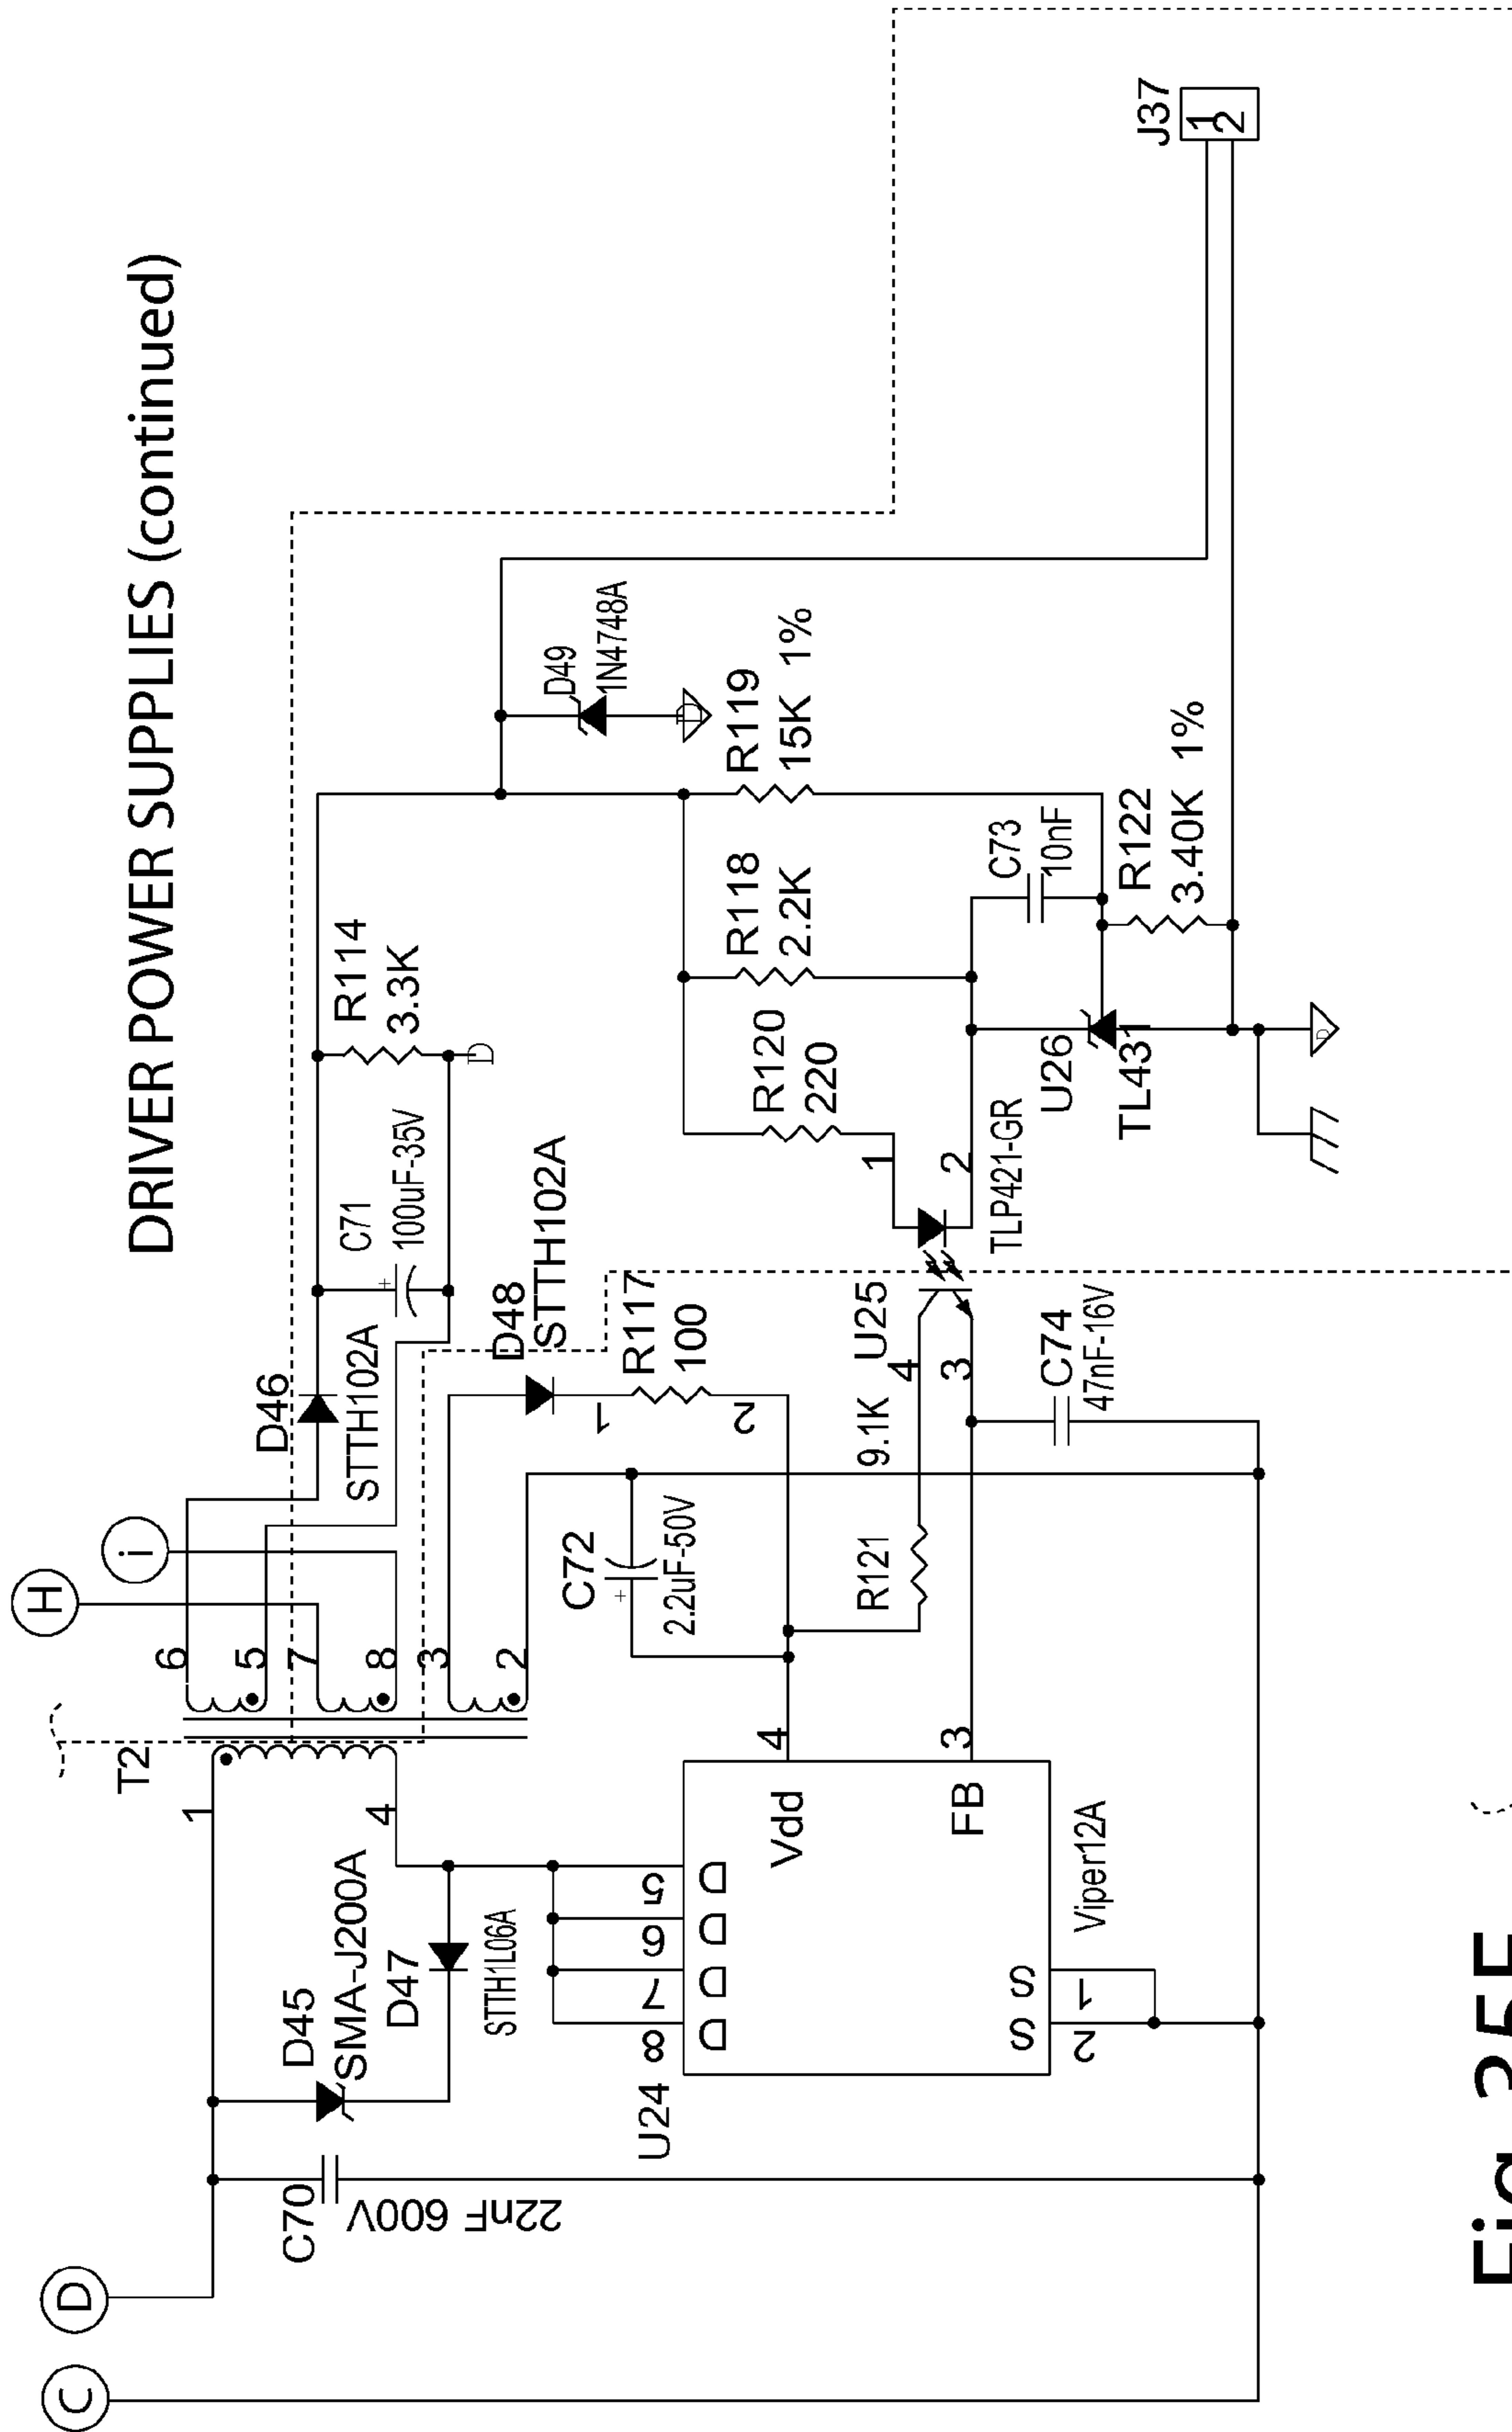 DRIVER POWER SUPPLIES (continued)
C
D
H
i
T2
1
4
6
5
7
8
3
2
C70
22nF 600V
D45
SMA-J200A
D47
STTH1L06A
D46
STTH102A
C71
100uF-35V
+
R114
3.3K
D
D48
STTH102A
R117
100
1
2
C72
2.2uF-50V
+
D49
1N4748A
D
R119
15K 1%
R118
2.2K
R120
220
C73
10nF
R122
3.40K 1%
U26
TL431
D
1
2
TLP421-GR
U25
4
3
R121
9.1K
C74
47nF-16V
U24
8
7
6
5
D
D
D
D
Vdd
4
FB
3
S
S
2
1
Viper12A
J37
1
2